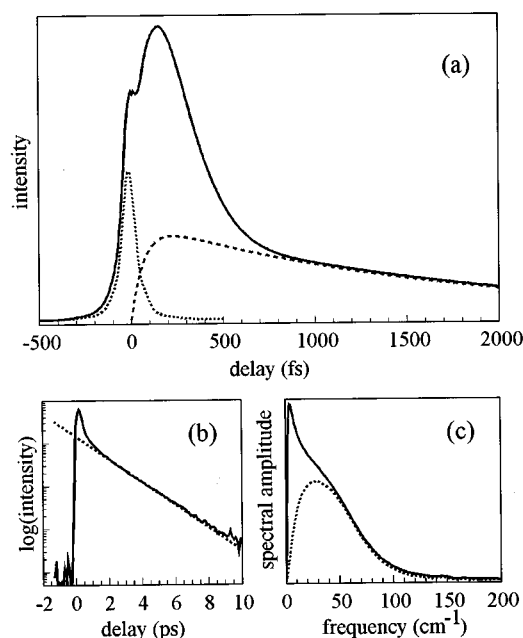 (a)
intensity
-500 0 500 1000 1500 2000
delay (fs)
(b)
log(intensity)
-2 0 2 4 6 8 10
delay (ps)
(c)
spectral amplitude
0 50 100 150 200
frequency (cm-1)